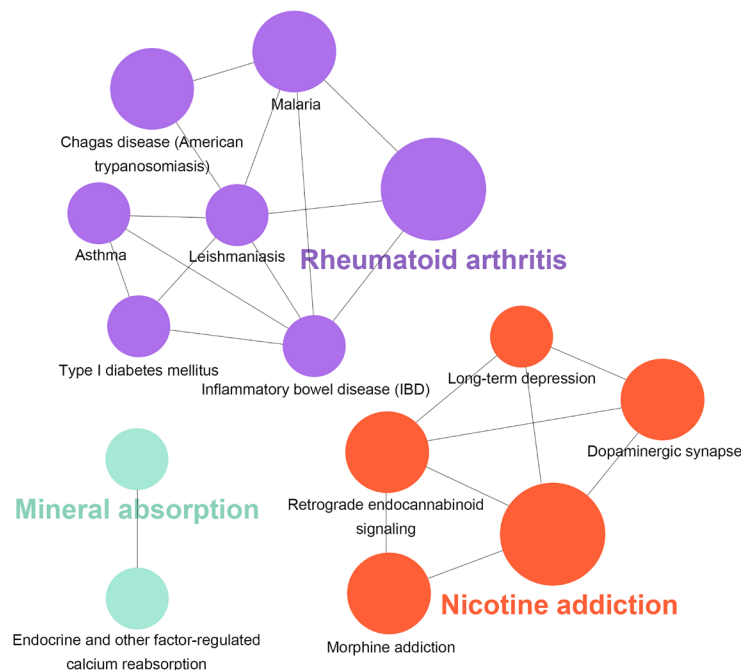 Malaria
Chagas disease (American
trypanosomiasis)
Asthma
Leishmaniasis
Rheumatoid arthritis
Type I diabetes mellitus
Inflammatory bowel disease (IBD)
Long-term depression
Dopaminergic synapse
Mineral absorption
Retrograde endocannabinoid
signaling
Nicotine addiction
Endocrine and other factor-regulated
calcium reabsorption
Morphine addiction